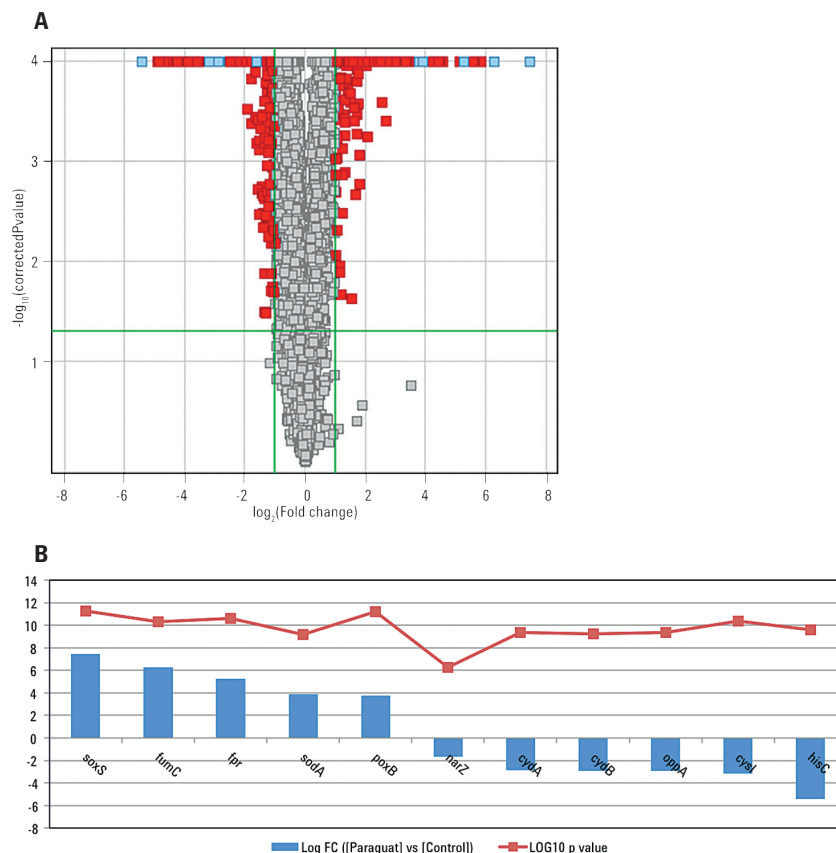 A
4
3
2
1
-log10(correctedPvalue)
-8 -6 -4 -2 0 2 4 6 8
log2(Fold change)
B
14
12
10
8
6
4
2
0
-2
-4
-6
-8
soxS fumC fpr sodA poxB narZ cydA cydB oppA cysI hisC
Log FC ([Paraquat] vs [Control]) LOG10 p value